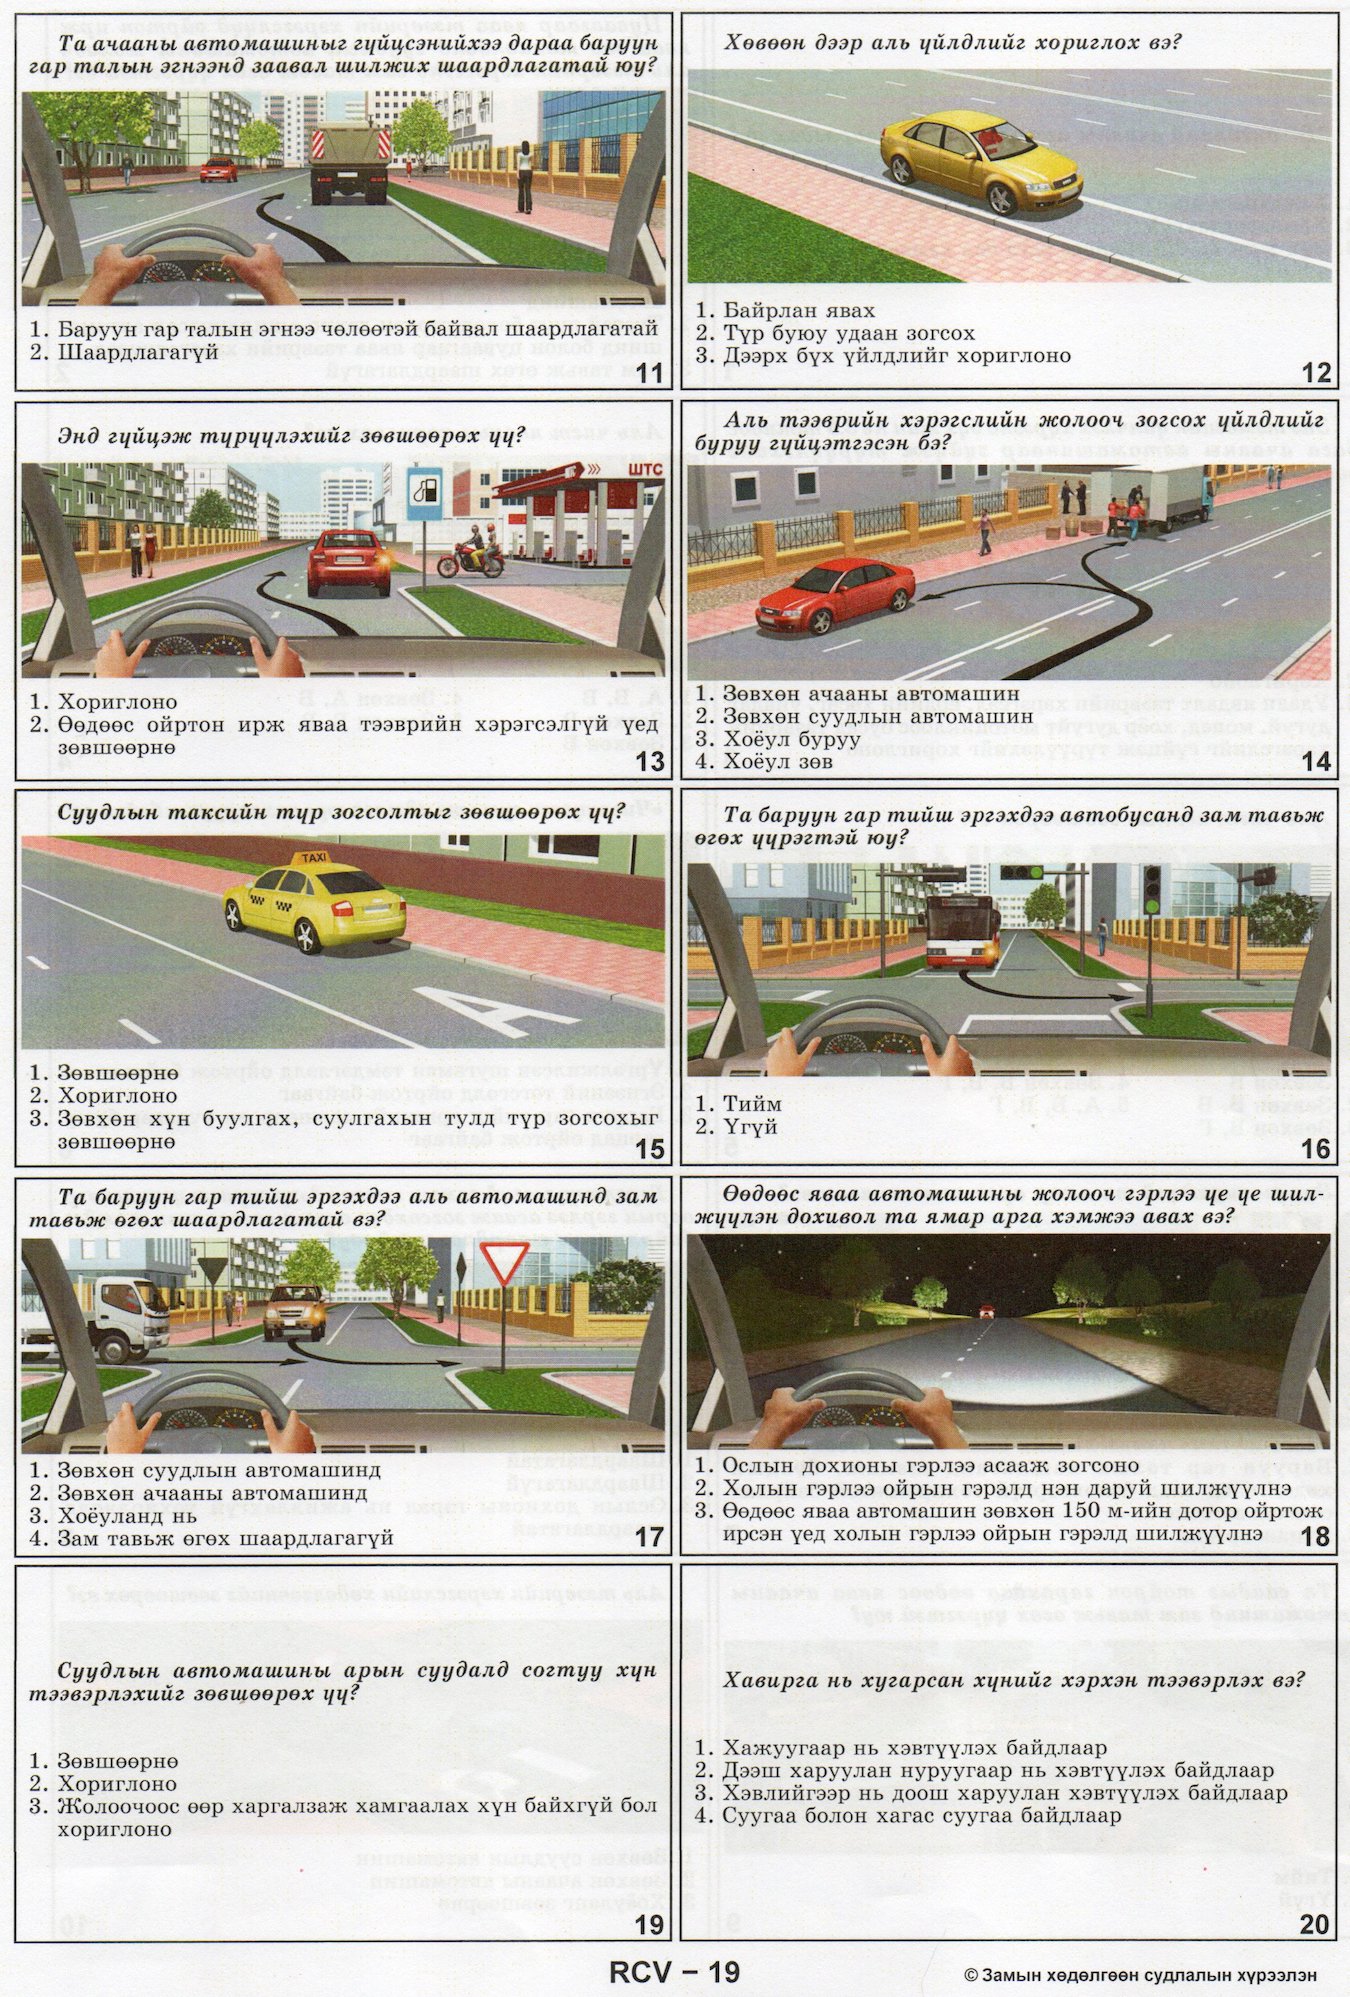 Та ачааны автомашиныг гүйцсэнийхээ дараа баруун
гар талын эгнээнд заавал шилжих шаардлагатай юу?
1. Баруун гар талын эгнээ чөлөөтэй байвал шаардлагатай
2. Шаардлагагүй
11
Хөвөөн дээр аль үйлдлийг хориглох вэ?
1. Байрлан явах
2. Түр буюу удаан зогсох
3. Дээрх бүх үйлдлийг хориглоно
12
Энд гүйцэж түрүүлэхийг зөвшөөрөх үү?
ШТС
1. Хориглоно
2. Өөдөөс ойртон ирж яваа тээврийн хэрэгсэлгүй үед
зөвшөөрнө
13
Аль тээврийн хэрэгслийн жолооч зогсох үйлдлийг
буруу гүйцэтгэсэн бэ?
1. Зөвхөн ачааны автомашин
2. Зөвхөн суудлын автомашин
3. Хоёул буруу
4. Хоёул зөв
14
Суудлын таксийн түр зогсолтыг зөвшөөрөх үү?
TAXI
А
1. Зөвшөөрнө
2. Хориглоно
3. Зөвхөн хүн буулгах, суулгахын тулд түр зогсохыг
зөвшөөрнө
15
Та баруун гар тийш эргэхдээ автобусанд зам тавьж
өгөх үүрэгтэй юу?
1. Тийм
2. Үгүй
16
Та баруун гар тийш эргэхдээ аль автомашинд зам
тавьж өгөх шаардлагатай вэ?
1. Зөвхөн суудлын автомашинд
2. Зөвхөн ачааны автомашинд
3. Хоёуланд нь
4. Зам тавьж өгөх шаардлагагүй
17
Өөдөөс яваа автомашины жолооч гэрлээ үе үе шил-
жүүлэн дохивол та ямар арга хэмжээ авах вэ?
1. Ослын дохионы гэрлээ асааж зогсоно
2. Холын гэрлээ ойрын гэрэлд нэн даруй шилжүүлнэ
3. Өөдөөс яваа автомашин зөвхөн 150 м-ийн дотор ойртож
ирсэн үед холын гэрлээ ойрын гэрэлд шилжүүлнэ
18
Суудлын автомашины арын суудалд согтуу хүн
тээвэрлэхийг зөвшөөрөх үү?
1. Зөвшөөрнө
2. Хориглоно
3. Жолоочоос өөр харгалзаж хамгаалах хүн байхгүй бол
хориглоно
19
Хавирга нь хугарсан хүнийг хэрхэн тээвэрлэх вэ?
1. Хажуугаар нь хэвтүүлэх байдлаар
2. Дээш харуулан нуруугаар нь хэвтүүлэх байдлаар
3. Хэвлийгээр нь доош харуулан хэвтүүлэх байдлаар
4. Суугаа болон хагас суугаа байдлаар
20
RCV – 19
© Замын хөдөлгөөн судлалын хүрээлэн